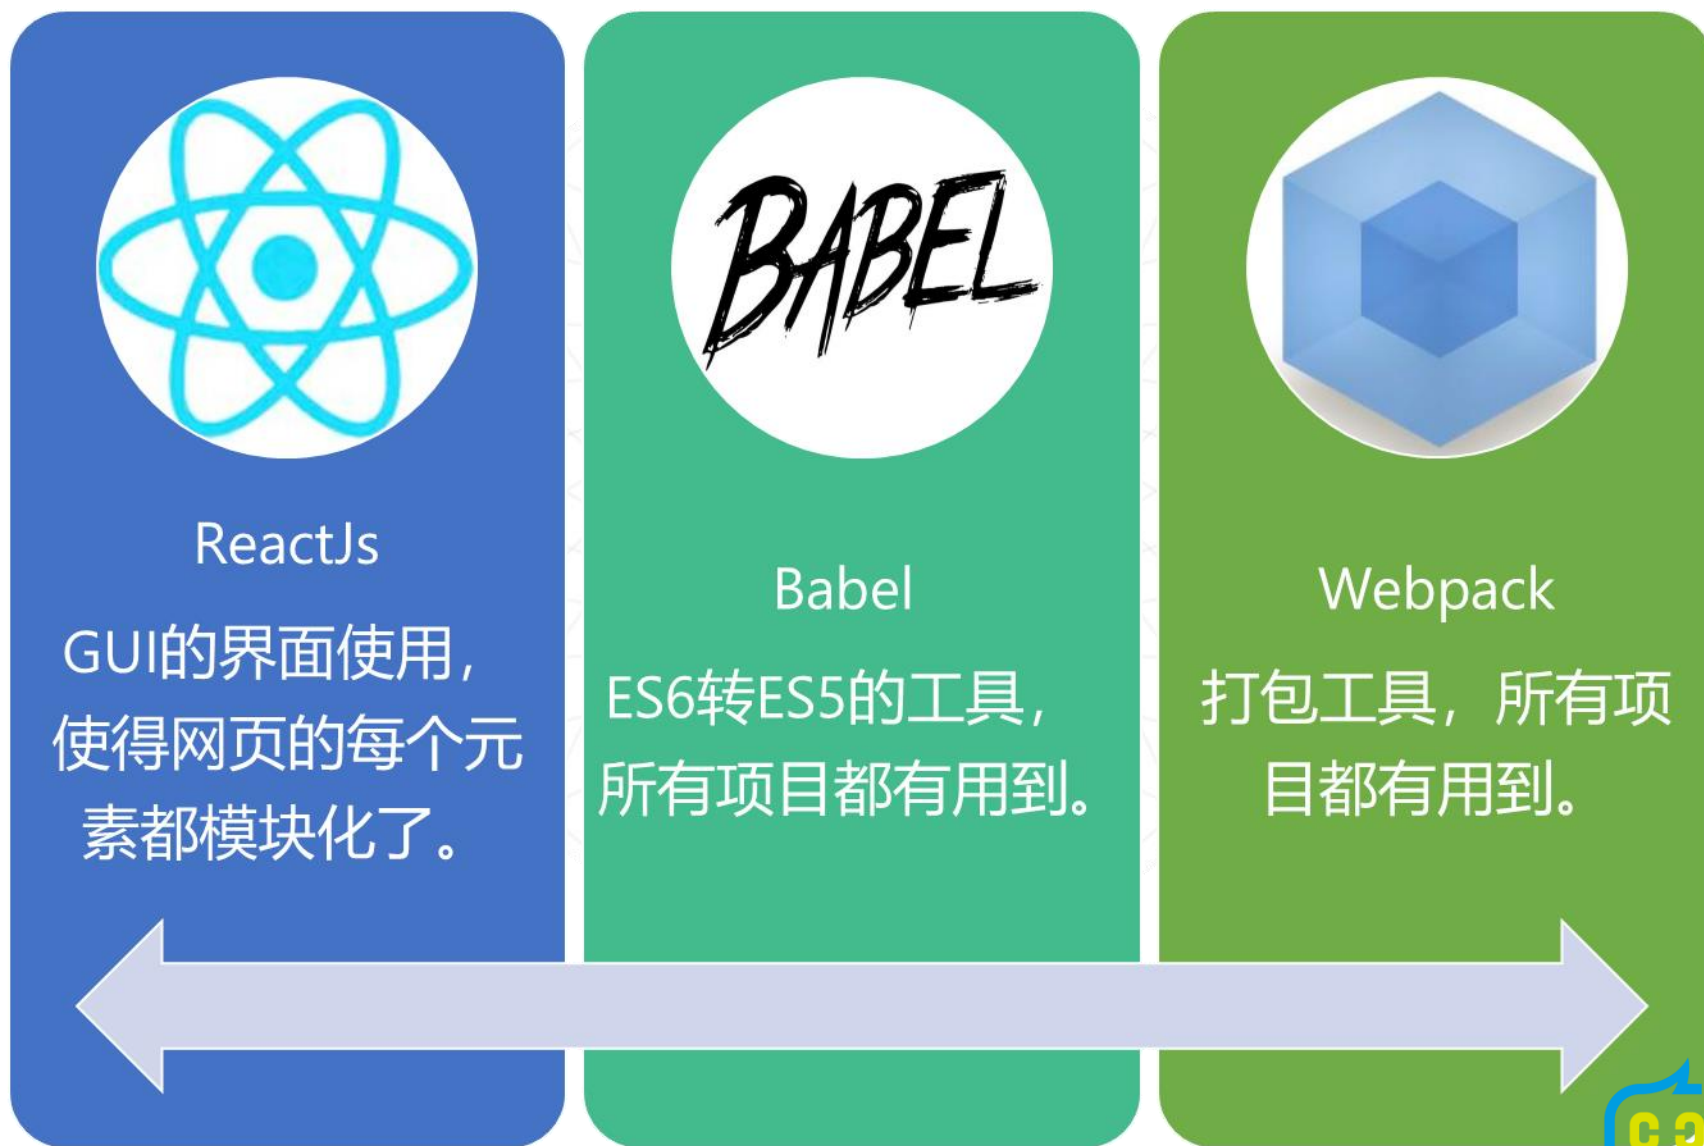 BABEL
ReactJs
GUI的界面使用，
使得网页的每个元
素都模块化了。
Babel
ES6转ES5的工具，
所有项目都有用到。
Webpack
打包工具，所有项
目都有用到。